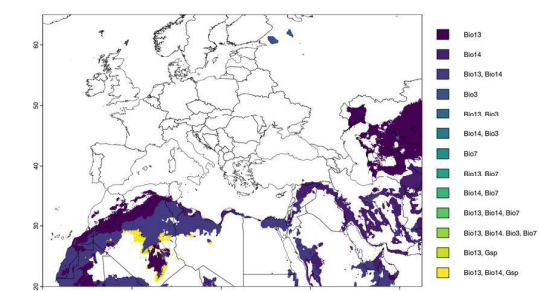 60
50
40
30
20
Bio13
Bio14
Bio13, Bio14
Bio3
Bio13, Bio3
Bio14, Bio3
Bio7
Bio13, Bio7
Bio14, Bio7
Bio13, Bio14, Bio7
Bio13, Bio14, Bio3, Bio7
Bio13, Gsp
Bio13, Bio14, Gsp